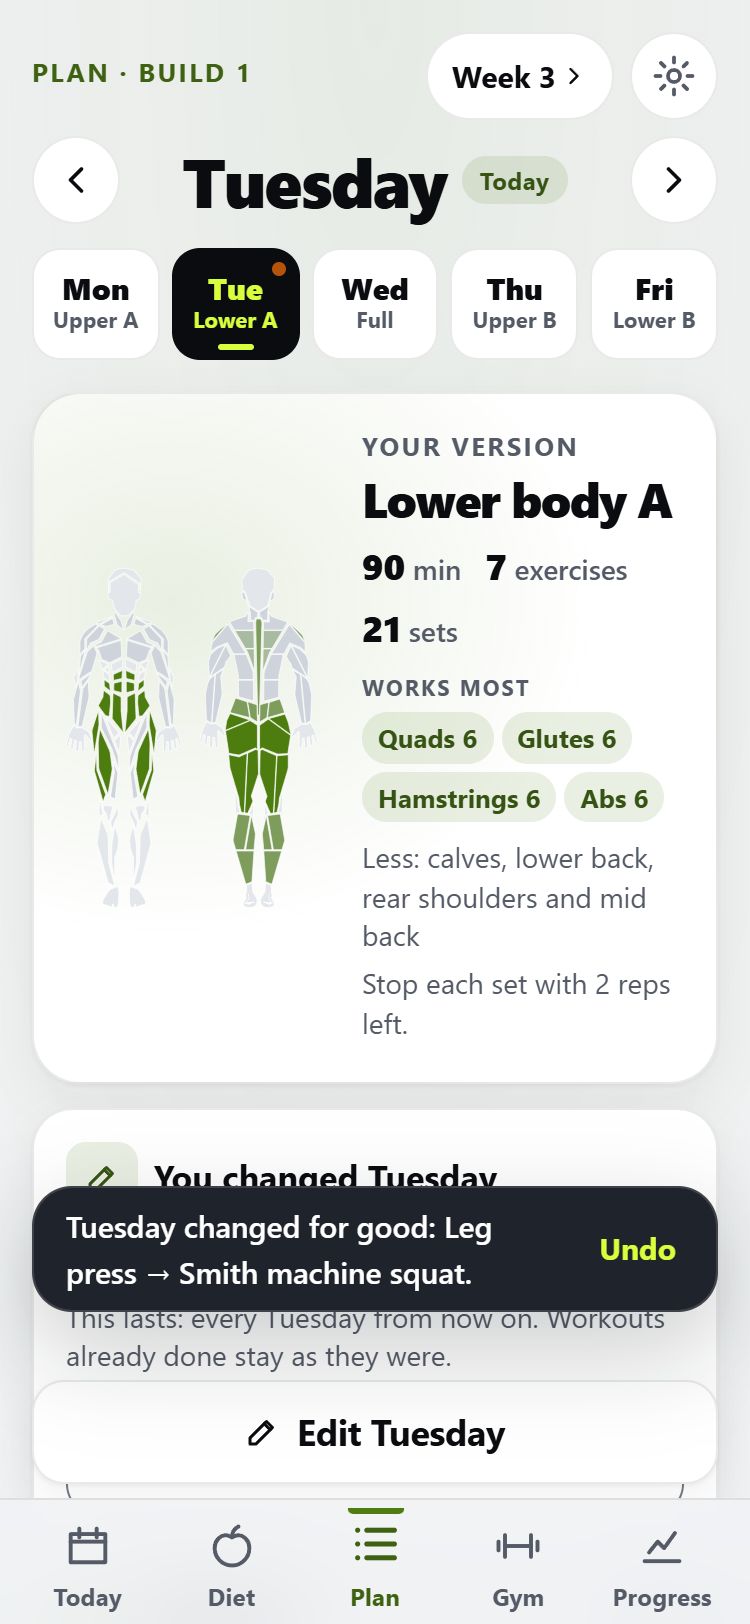 PLAN · BUILD 1
Week 3
Tuesday
Today
Mon
Upper A
Tue
Lower A
Wed
Full
Thu
Upper B
Fri
Lower B
YOUR VERSION
Lower body A
90 min 7 exercises
21 sets
WORKS MOST
Quads 6
Glutes 6
Hamstrings 6
Abs 6
Less: calves, lower back,
rear shoulders and mid
back
Stop each set with 2 reps
left.
You changed Tuesday
Tuesday changed for good: Leg
press → Smith machine squat.
Undo
This lasts: every Tuesday from now on. Workouts
already done stay as they were.
Edit Tuesday
Today
Diet
Plan
Gym
Progress